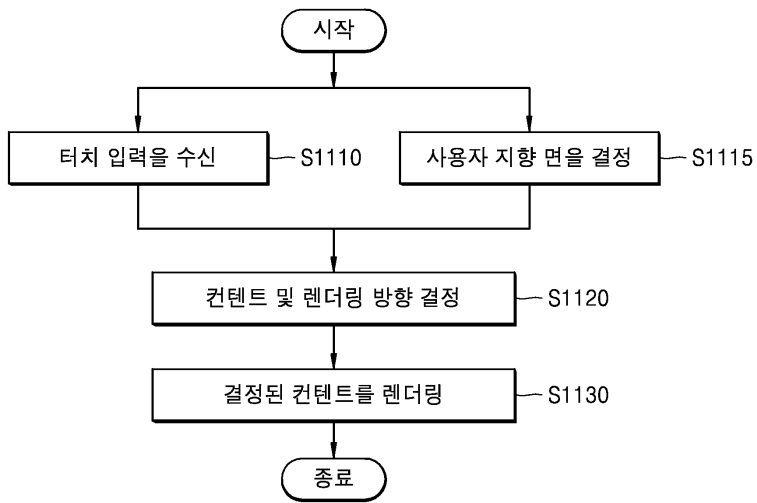 시작
터치 입력을 수신
S1110
사용자 지향 면을 결정
S1115
컨텐트 및 렌더링 방향 결정
S1120
결정된 컨텐트를 렌더링
S1130
종료